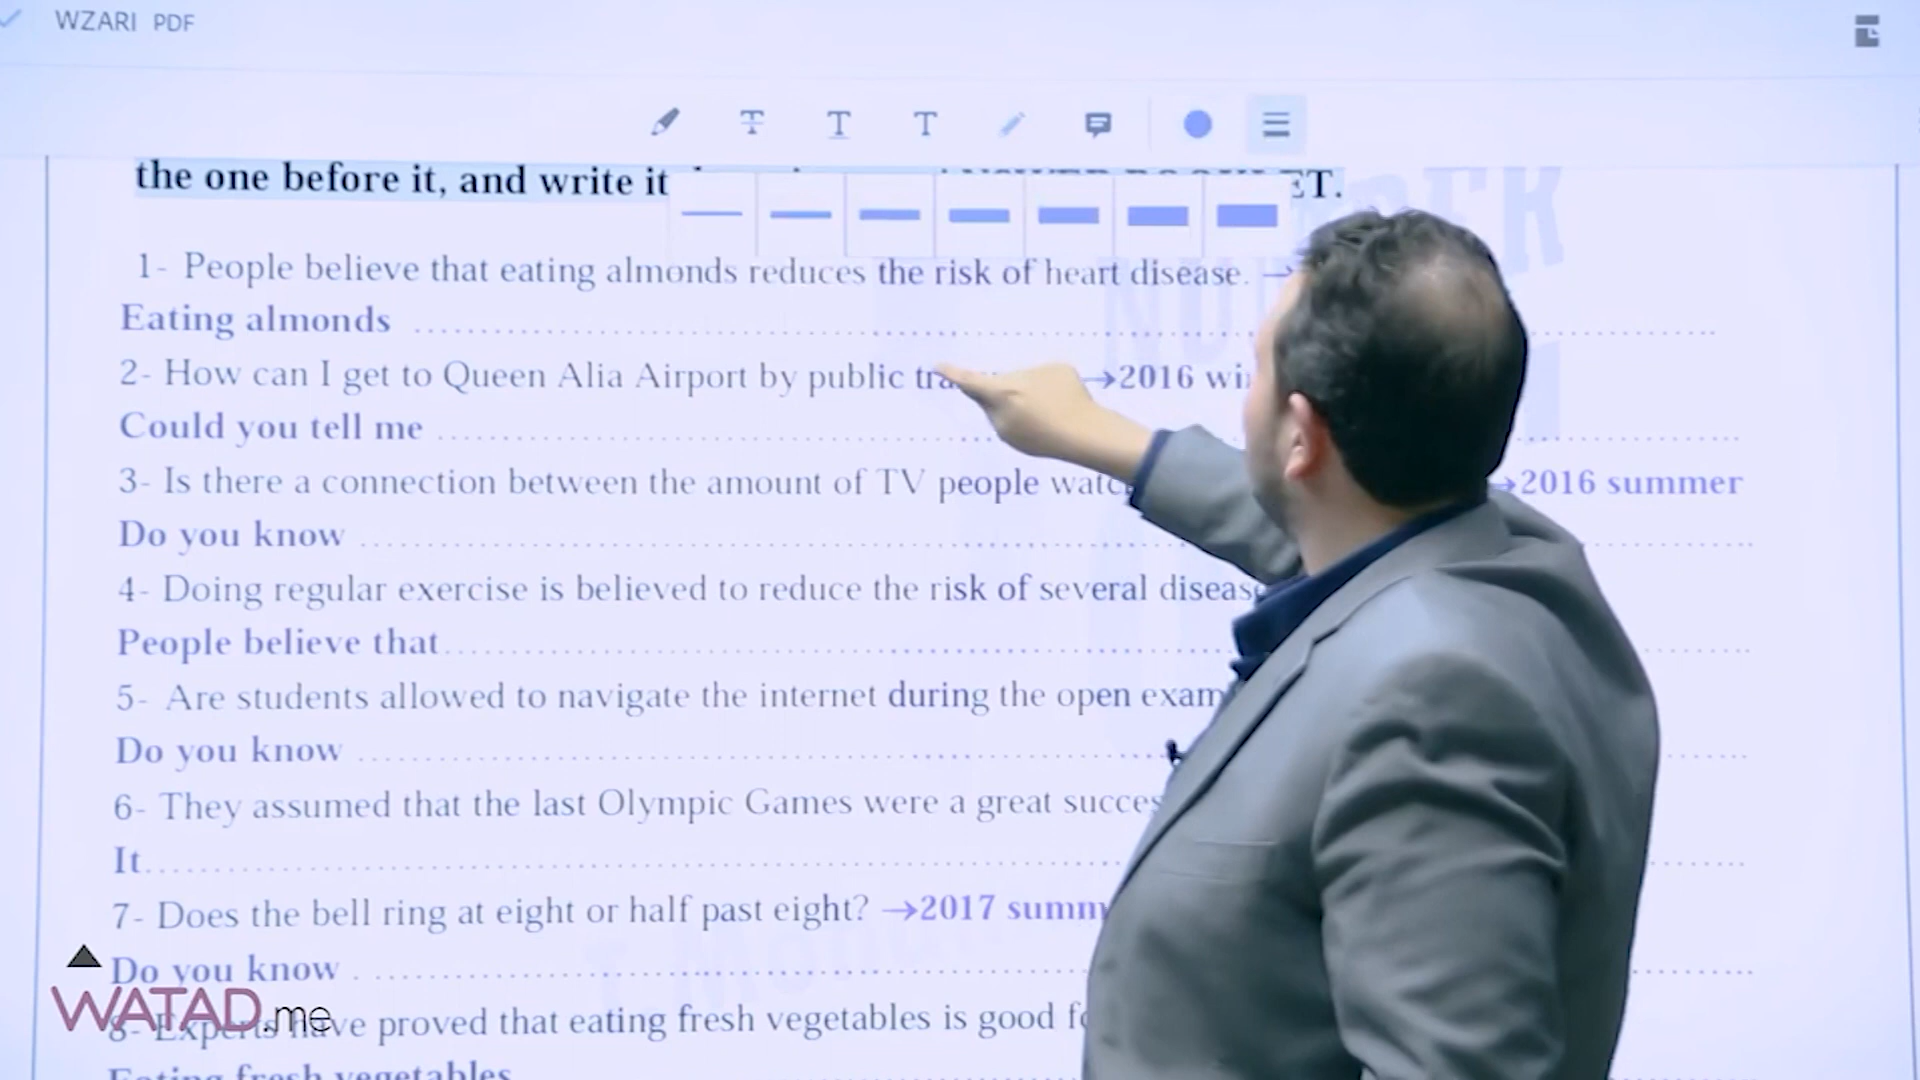 WZARI PDF
the one before it, and write it ET.
1- People believe that eating almonds reduces the risk of heart disease. →
Eating almonds ........................................
2- How can I get to Queen Alia Airport by public →2016
Could you tell me ........................................
3- Is there a connection between the amount of TV people →2016 summer
Do you know ........................................
4- Doing regular exercise is believed to reduce the risk of several
People believe that........................................
5- Are students allowed to navigate the internet during the open exam
Do you know ........................................
6- They assumed that the last Olympic Games were a great
It........................................
7- Does the bell ring at eight or half past eight? →2017
Do you know . ........................................
8- Experts have proved that eating fresh vegetables is good
Eating fresh vegetables
WATAD.me